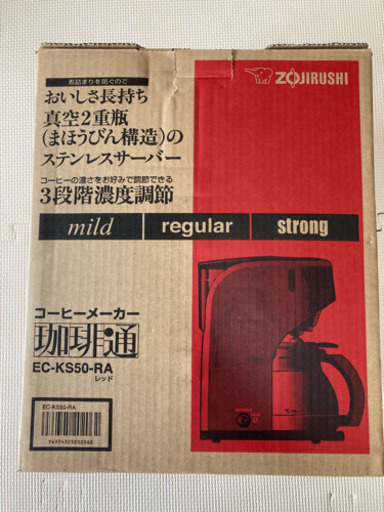 煮詰まりを防ぐので
おいしさ長持ち
真空2重瓶
(まほうびん構造)の
ステンレスサーバー
コーヒーの濃さをお好みで調節できる
3段階濃度調節
ZOJIRUSHI
mild
regular
strong
コーヒーメーカー
珈琲通
EC-KS50-RA
レッド
EC-KS50-RA